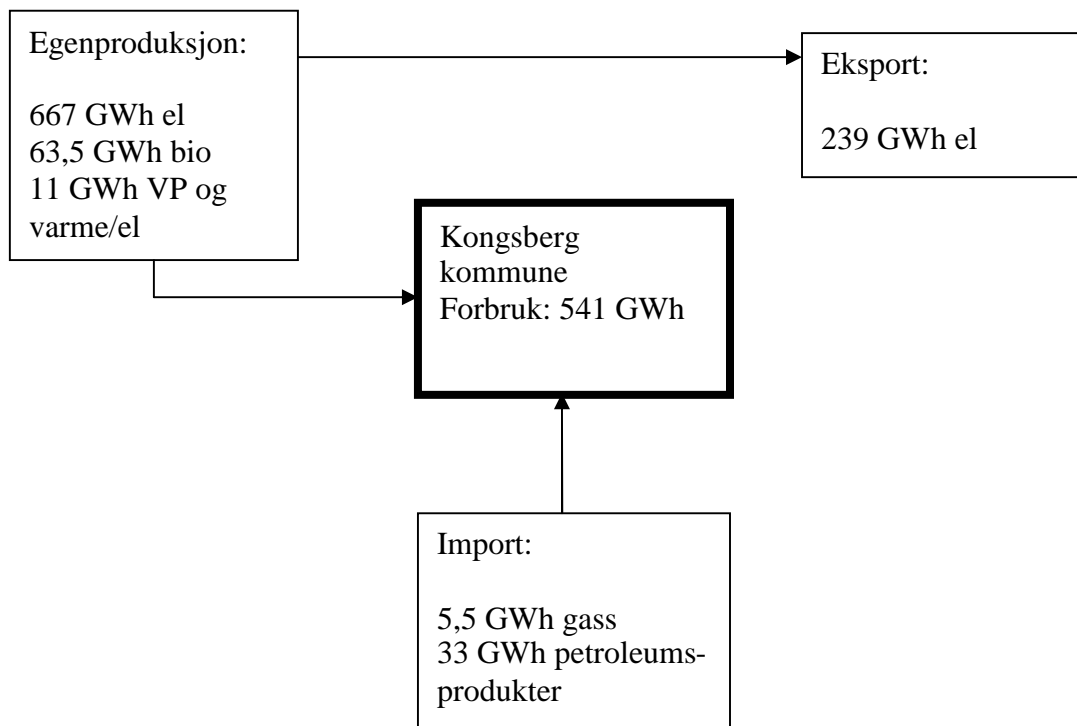 Egenproduksjon:
667 GWh el
63,5 GWh bio
11 GWh VP og
varme/el
Eksport:
239 GWh el
Kongsberg
kommune
Forbruk: 541 GWh
Import:
5,5 GWh gass
33 GWh petroleums-
produkter